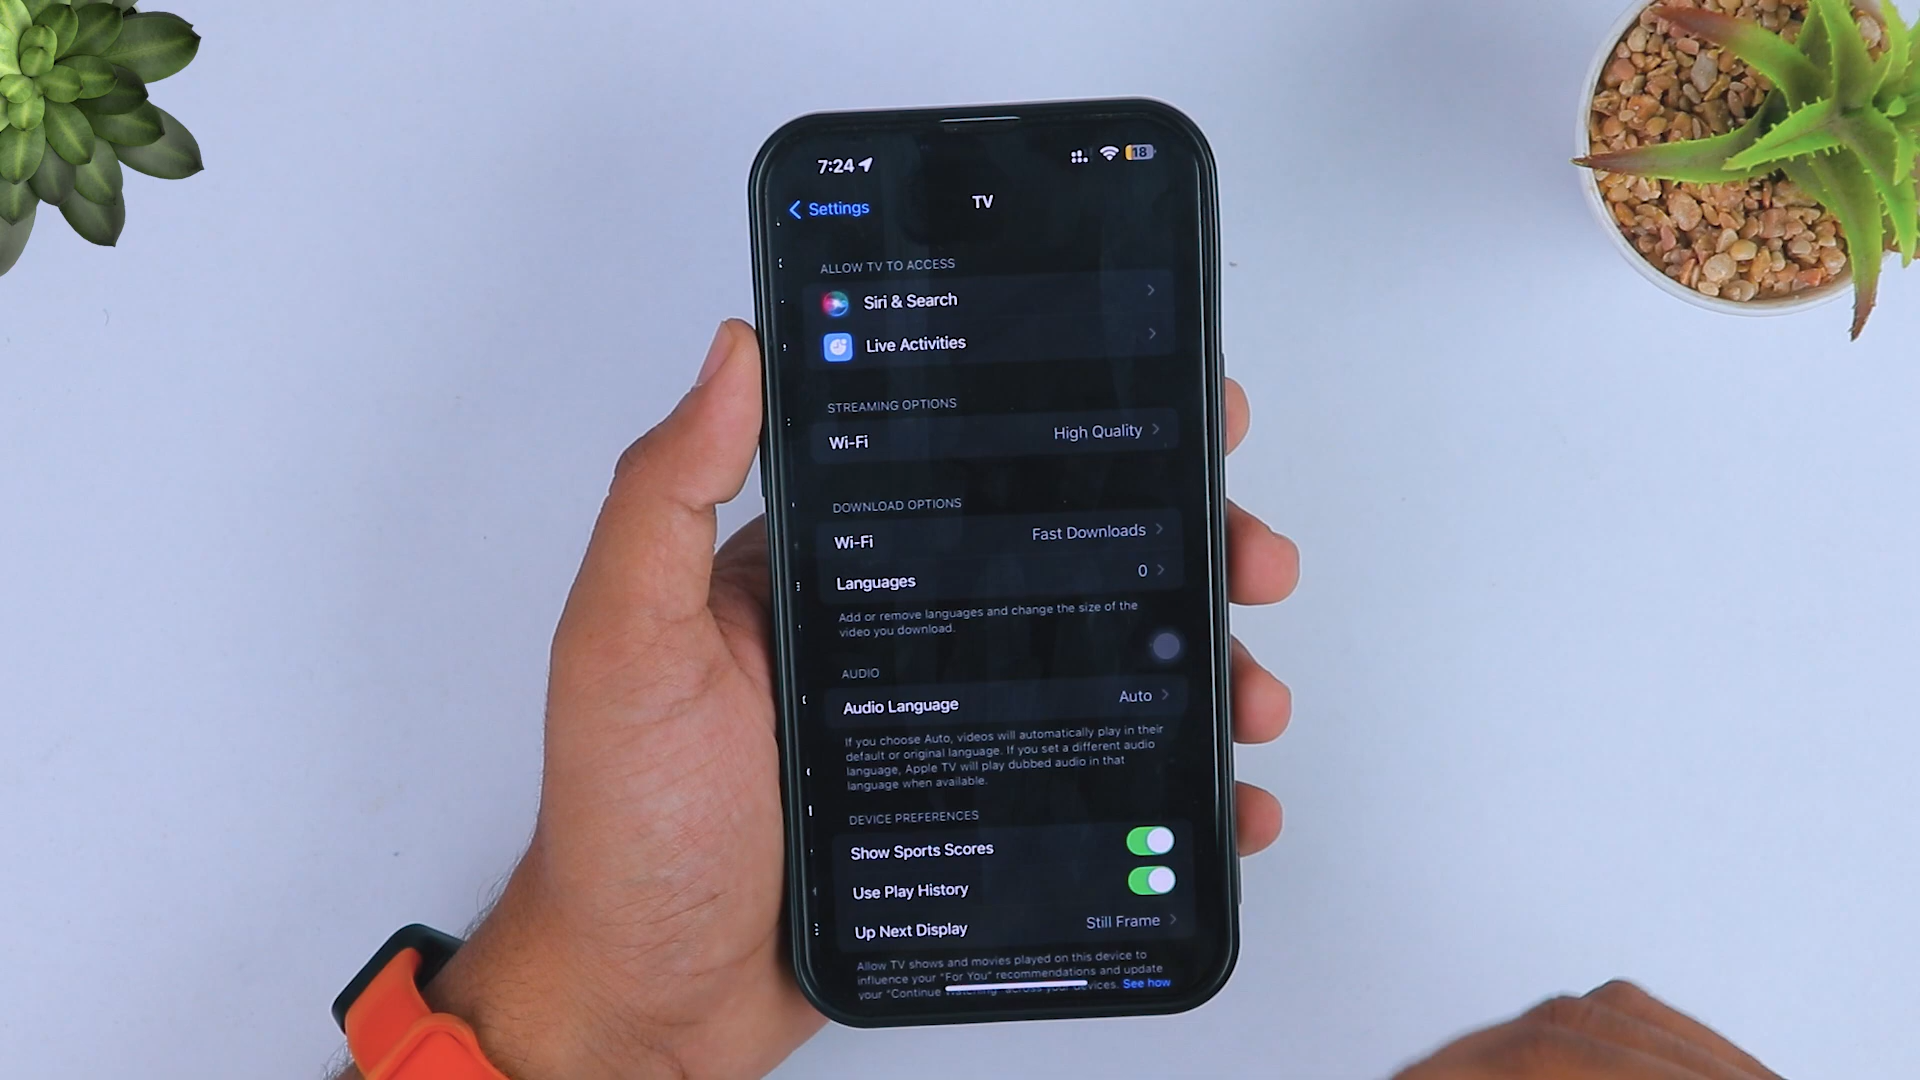 7:24
18
Settings
TV
ALLOW TV TO ACCESS
Siri & Search
Live Activities
STREAMING OPTIONS
Wi-Fi
High Quality
DOWNLOAD OPTIONS
Wi-Fi
Fast Downloads
Languages
0
Add or remove languages and change the size of the
video you download.
AUDIO
Audio Language
Auto
If you choose Auto, videos will automatically play in their
default or original language. If you set a different audio
language, Apple TV will play dubbed audio in that
language when available.
DEVICE PREFERENCES
Show Sports Scores
Use Play History
Up Next Display
Still Frame
Allow TV shows and movies played on this device to
influence your "For You" recommendations and update
your "Continue Watching" across your devices. See how